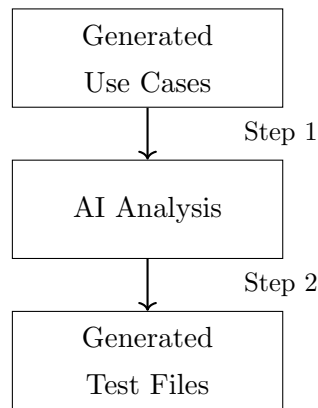 Generated
Use Cases
Step 1
AI Analysis
Step 2
Generated
Test Files